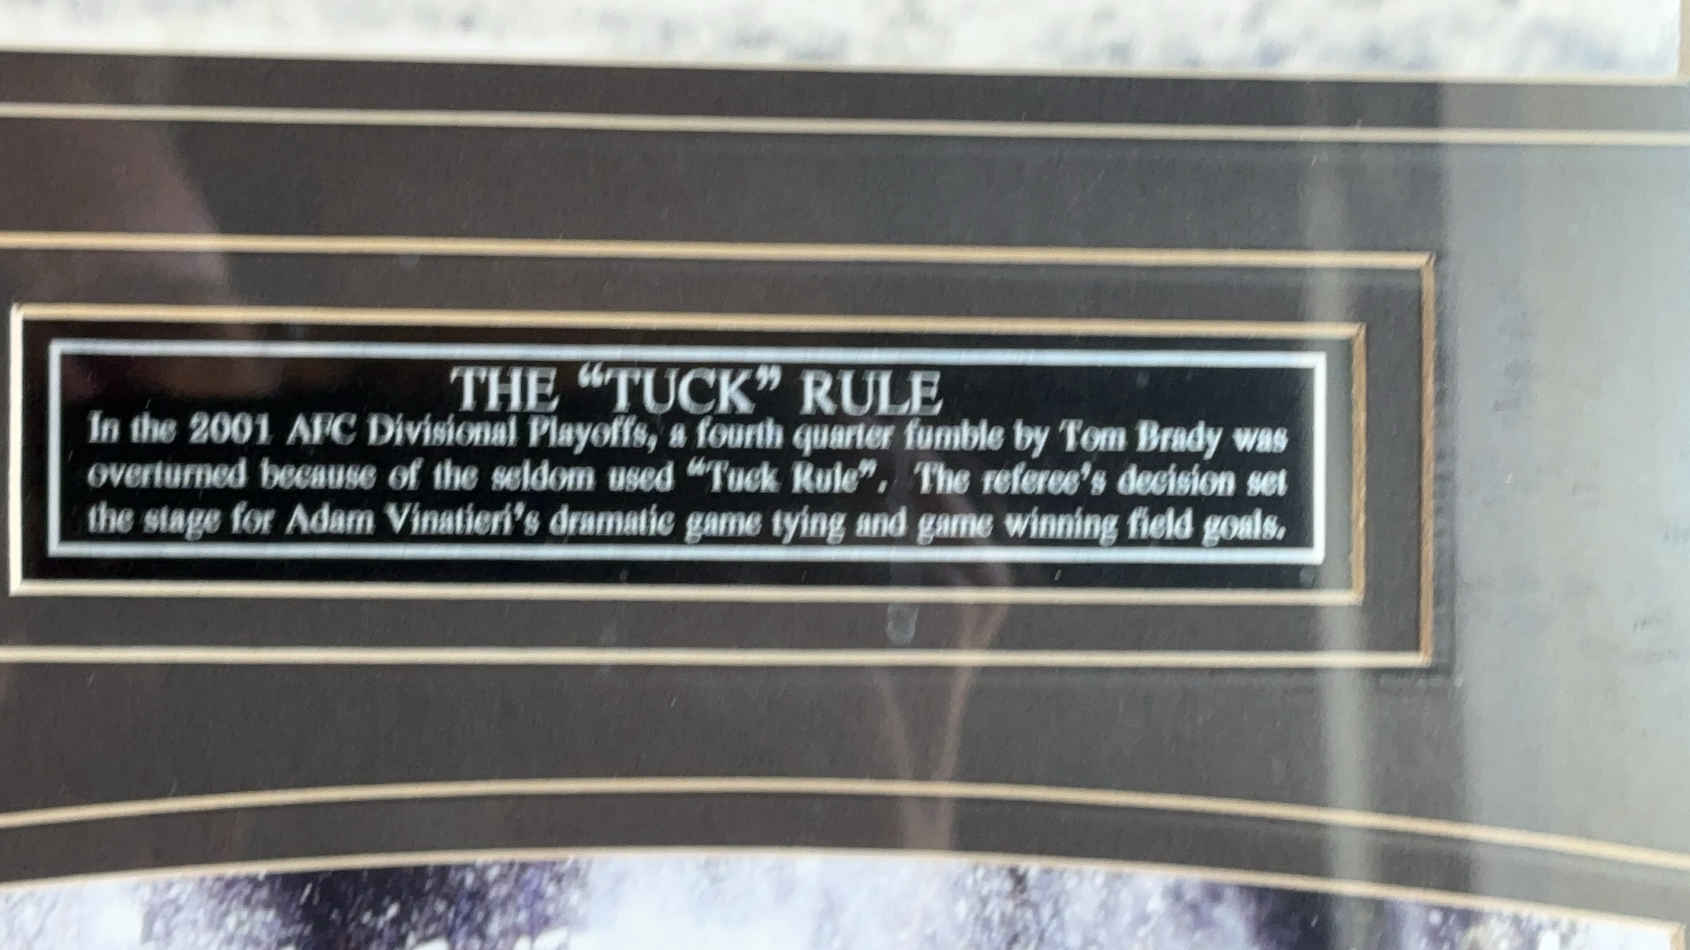 THE “TUCK” RULE
In the 2001 AFC Divisional Playoffs, a fourth quarter fumble by Tom Brady was
overturned because of the seldom used “Tuck Rule”. The referee’s decision set
the stage for Adam Vinatieri’s dramatic game tying and game winning field goals.